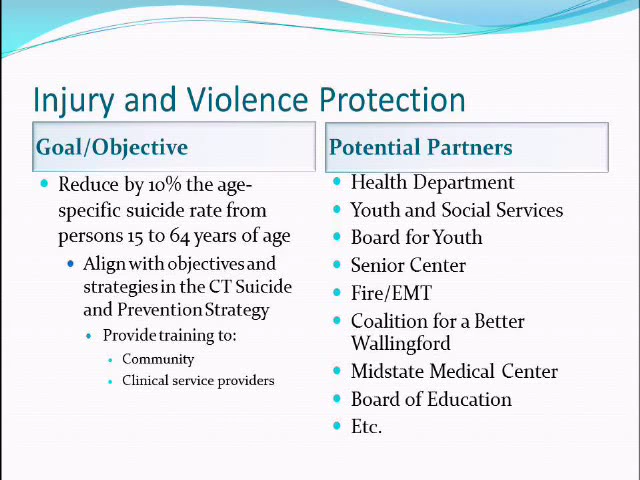 Injury and Violence Protection
Goal/Objective
Reduce by 10% the age-
specific suicide rate from
persons 15 to 64 years of age
Align with objectives and
strategies in the CT Suicide
and Prevention Strategy
Provide training to:
Community
Clinical service providers
Potential Partners
Health Department
Youth and Social Services
Board for Youth
Senior Center
Fire/EMT
Coalition for a Better
Wallingford
Midstate Medical Center
Board of Education
Etc.